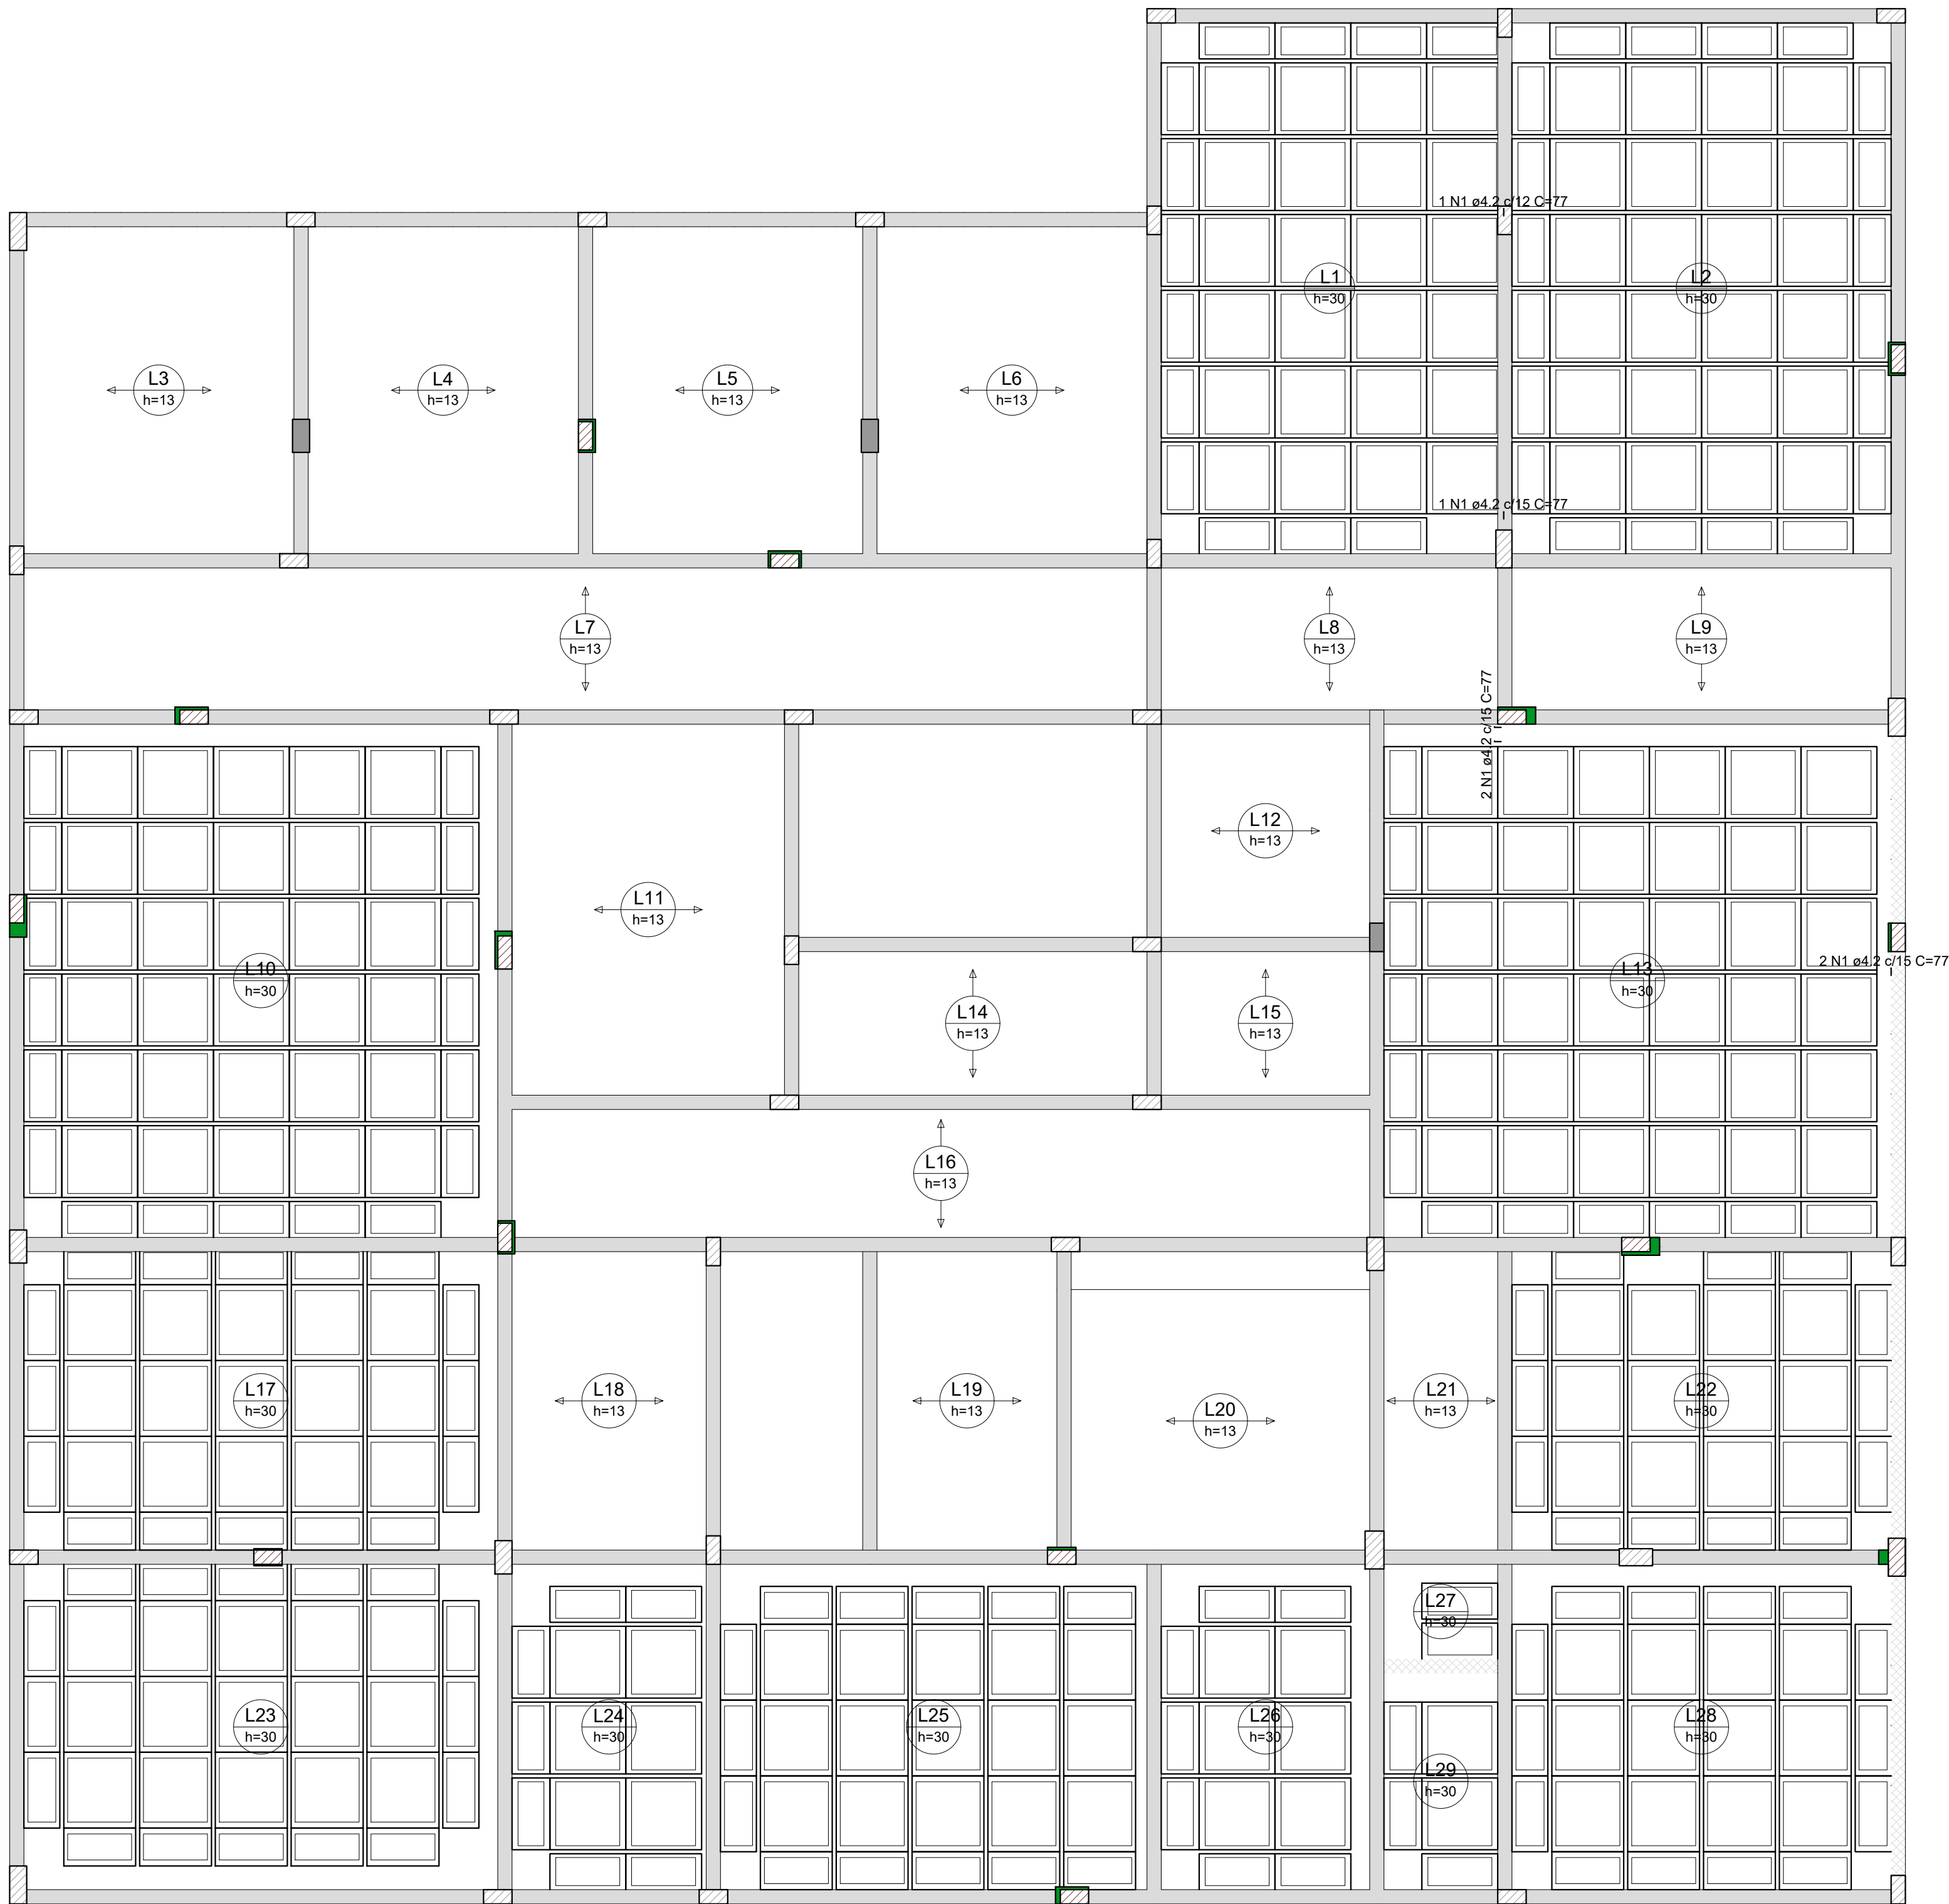 1 N1 ø4.2 c/12 C=77
L1
h=30
L2
h=30
L3
h=13
L4
h=13
L5
h=13
L6
h=13
1 N1 ø4.2 c/15 C=77
L7
h=13
L8
h=13
L9
h=13
2 N1 ø4.2 c/15 C=77
L12
h=13
L11
h=13
L10
h=30
L13
h=30
2 N1 ø4.2 c/15 C=77
L14
h=13
L15
h=13
L16
h=13
L17
h=30
L18
h=13
L19
h=13
L20
h=13
L21
h=13
L22
h=30
L27
h=30
L23
h=30
L24
h=30
L25
h=30
L26
h=30
L28
h=30
L29
h=30